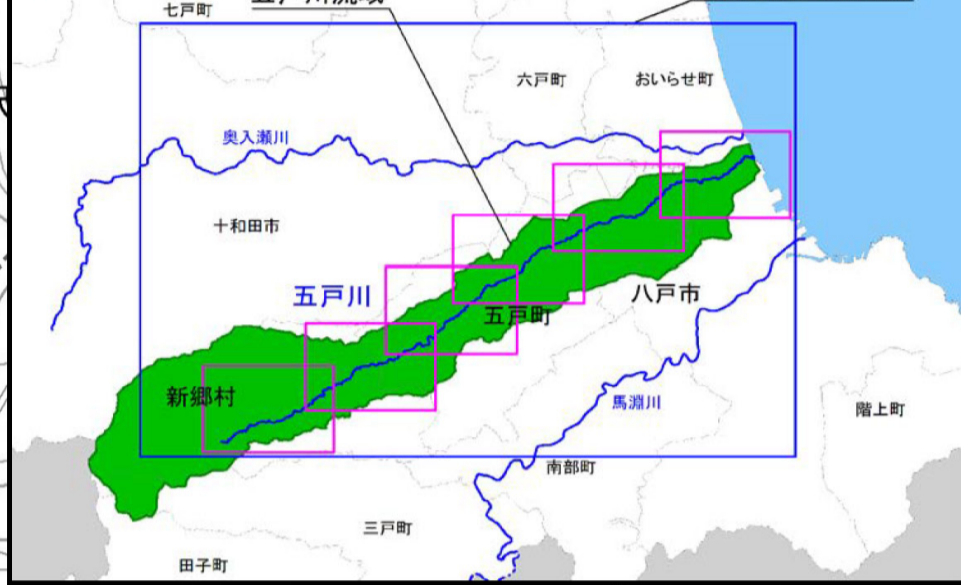 七戸町
六戸町
おいらせ町
奥入瀬川
十和田市
五戸川
八戸市
五戸町
新郷村
馬淵川
階上町
南部町
三戸町
田子町